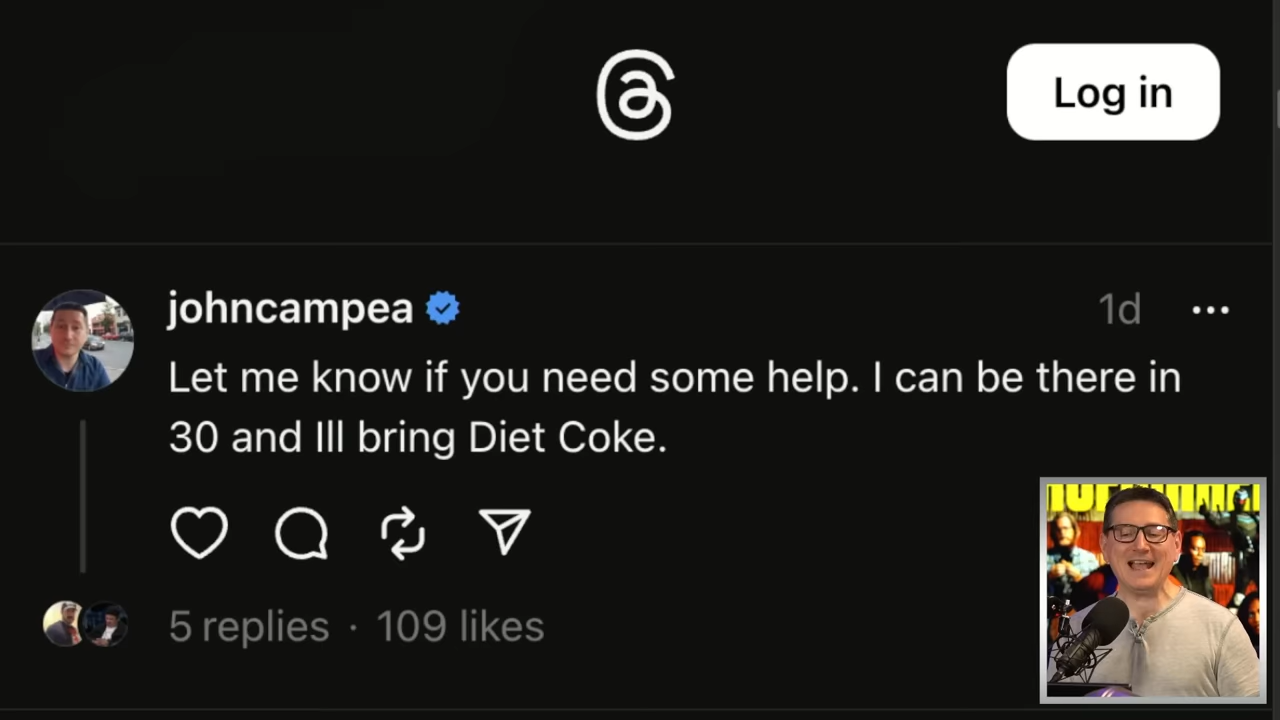 Log in
johncampea
1d
Let me know if you need some help. I can be there in
30 and Ill bring Diet Coke.
5 replies · 109 likes